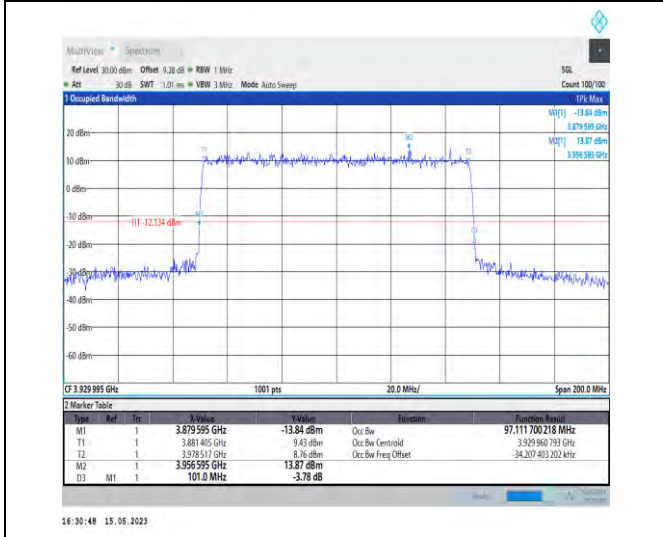 MultiView Spectrum
Ref Level 30.00 dBm Offset 9.28 dB RBW 1 MHz SGL
Att 30 dB SWT 1.01 ms VBW 3 MHz Mode Auto Sweep Count 100/100
1 Occupied Bandwidth 1Pk Max
M1[1] -13.84 dBm
3.879 595 GHz
M2[1] 13.87 dBm
3.956 595 GHz
20 dBm
M2
T1
T2
10 dBm
0 dBm
-10 dBm
M1
H1 -12.134 dBm
-20 dBm
D3
-30 dBm
-40 dBm
-50 dBm
-60 dBm
CF 3.929 995 GHz 1001 pts 20.0 MHz/ Span 200.0 MHz
2 Marker Table
Type Ref Trc X-Value Y-Value Function Function Result
M1 1 3.879 595 GHz -13.84 dBm Occ Bw 97.111 700 218 MHz
T1 1 3.881 405 GHz 9.43 dBm Occ Bw Centroid 3.929 960 793 GHz
T2 1 3.978 517 GHz 8.76 dBm Occ Bw Freq Offset -34.207 403 202 kHz
M2 1 3.956 595 GHz 13.87 dBm
D3 M1 1 101.0 MHz -3.78 dB
16:30:48 15.05.2023